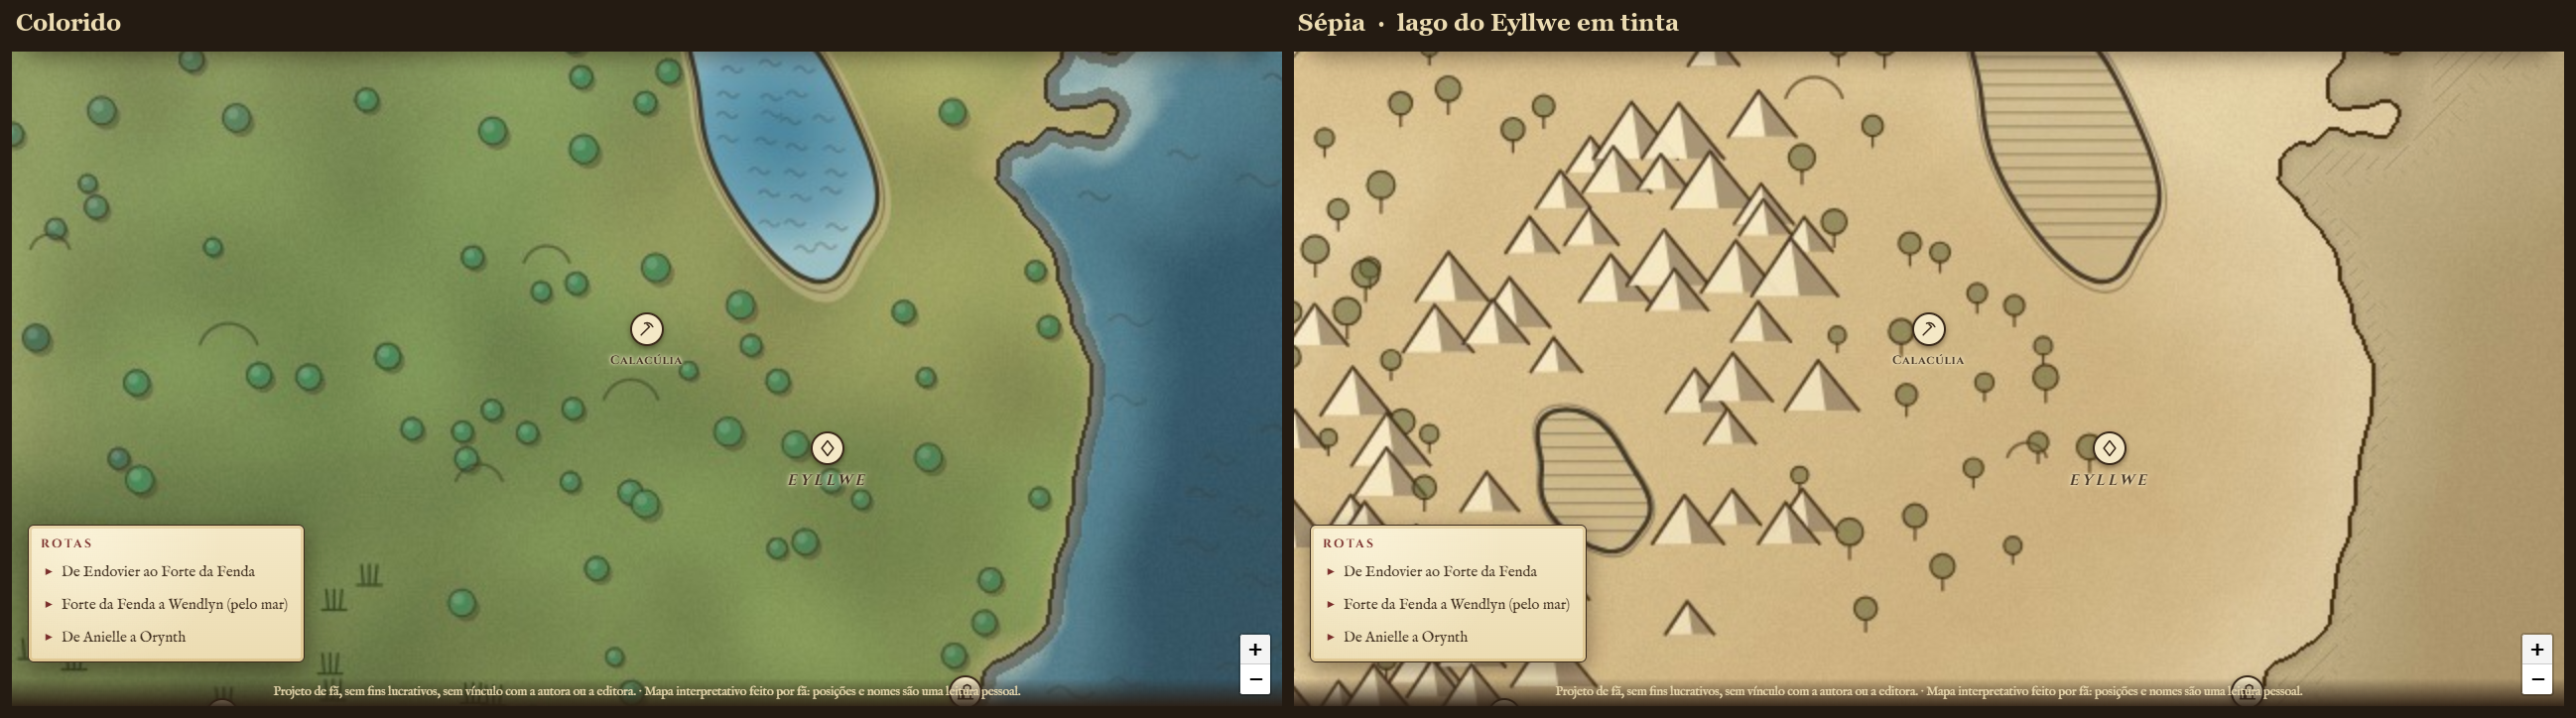 Colorido
CALACÚLIA
EYLLWE
ROTAS
► De Endovier ao Forte da Fenda
► Forte da Fenda a Wendlyn (pelo mar)
► De Anielle a Orynth
+
−
Projeto de fã, sem fins lucrativos, sem vínculo com a autora ou a editora. · Mapa interpretativo feito por fã: posições e nomes são uma leitura pessoal.
Sépia · lago do Eyllwe em tinta
CALACÚLIA
EYLLWE
ROTAS
► De Endovier ao Forte da Fenda
► Forte da Fenda a Wendlyn (pelo mar)
► De Anielle a Orynth
+
−
Projeto de fã, sem fins lucrativos, sem vínculo com a autora ou a editora. · Mapa interpretativo feito por fã: posições e nomes são uma leitura pessoal.